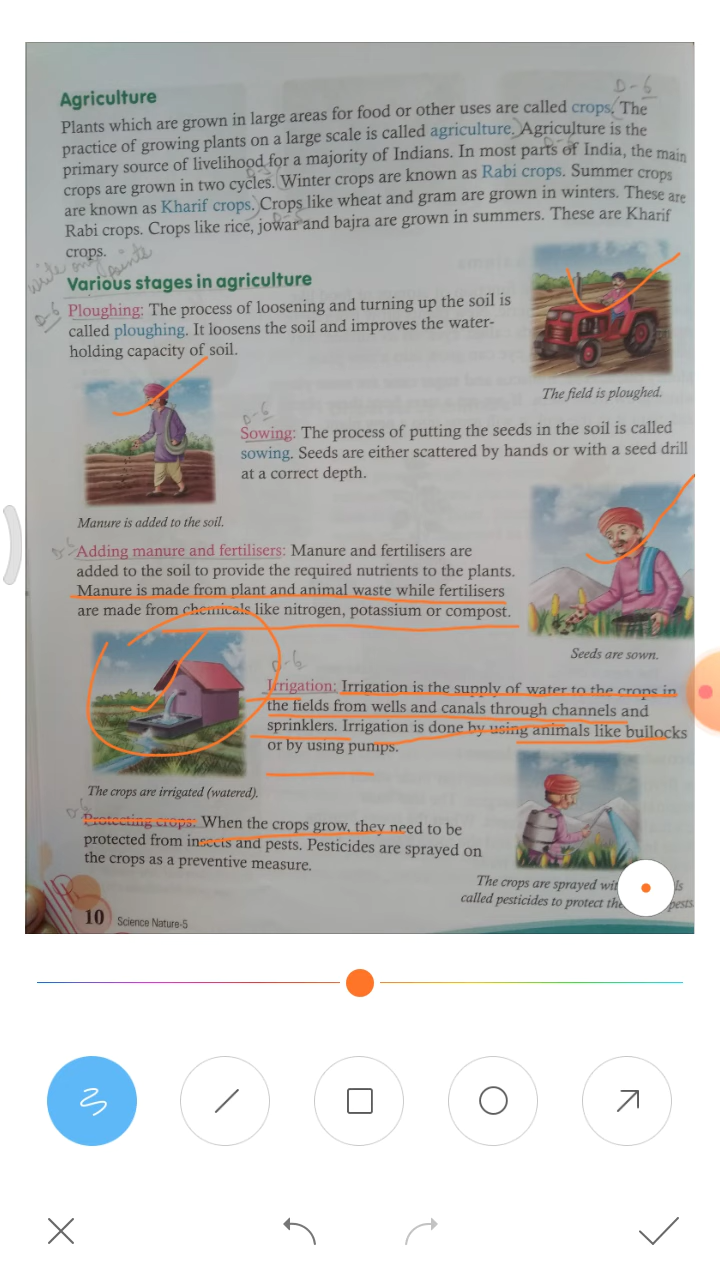 D-6
Agriculture
Plants which are grown in large areas for food or other uses are called crops. The
practice of growing plants on a large scale is called agriculture. Agriculture is the
primary source of livelihood for a majority of Indians. In most parts of India, the main
crops are grown in two cycles. Winter crops are known as Rabi crops. Summer crops
are known as Kharif crops. Crops like wheat and gram are grown in winters. These are
Rabi crops. Crops like rice, jowar and bajra are grown in summers. These are Kharif
crops.
write only points
Various stages in agriculture
D-6
Ploughing: The process of loosening and turning up the soil is
called ploughing. It loosens the soil and improves the water-
holding capacity of soil.
The field is ploughed.
D-6
Sowing: The process of putting the seeds in the soil is called
sowing. Seeds are either scattered by hands or with a seed drill
at a correct depth.
Manure is added to the soil.
Adding manure and fertilisers: Manure and fertilisers are
added to the soil to provide the required nutrients to the plants.
Manure is made from plant and animal waste while fertilisers
are made from chemicals like nitrogen, potassium or compost.
Seeds are sown.
D-6
Irrigation: Irrigation is the supply of water to the crops in
the fields from wells and canals through channels and
sprinklers. Irrigation is done by using animals like bullocks
or by using pumps.
The crops are irrigated (watered).
D-6
Protecting crops: When the crops grow, they need to be
protected from insects and pests. Pesticides are sprayed on
the crops as a preventive measure.
The crops are sprayed
called pesticides to protect pests
10 Science Nature-5